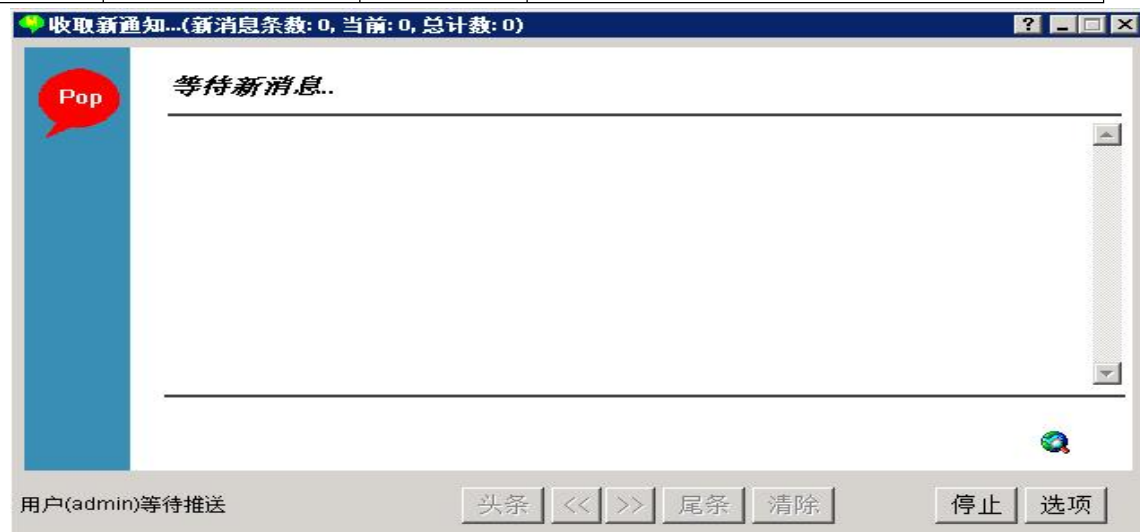 收取新通知...(新消息条数: 0, 当前: 0, 总计数: 0)
Pop
等待新消息..
用户(admin)等待推送 头条 << >> 尾条 清除 停止 选项